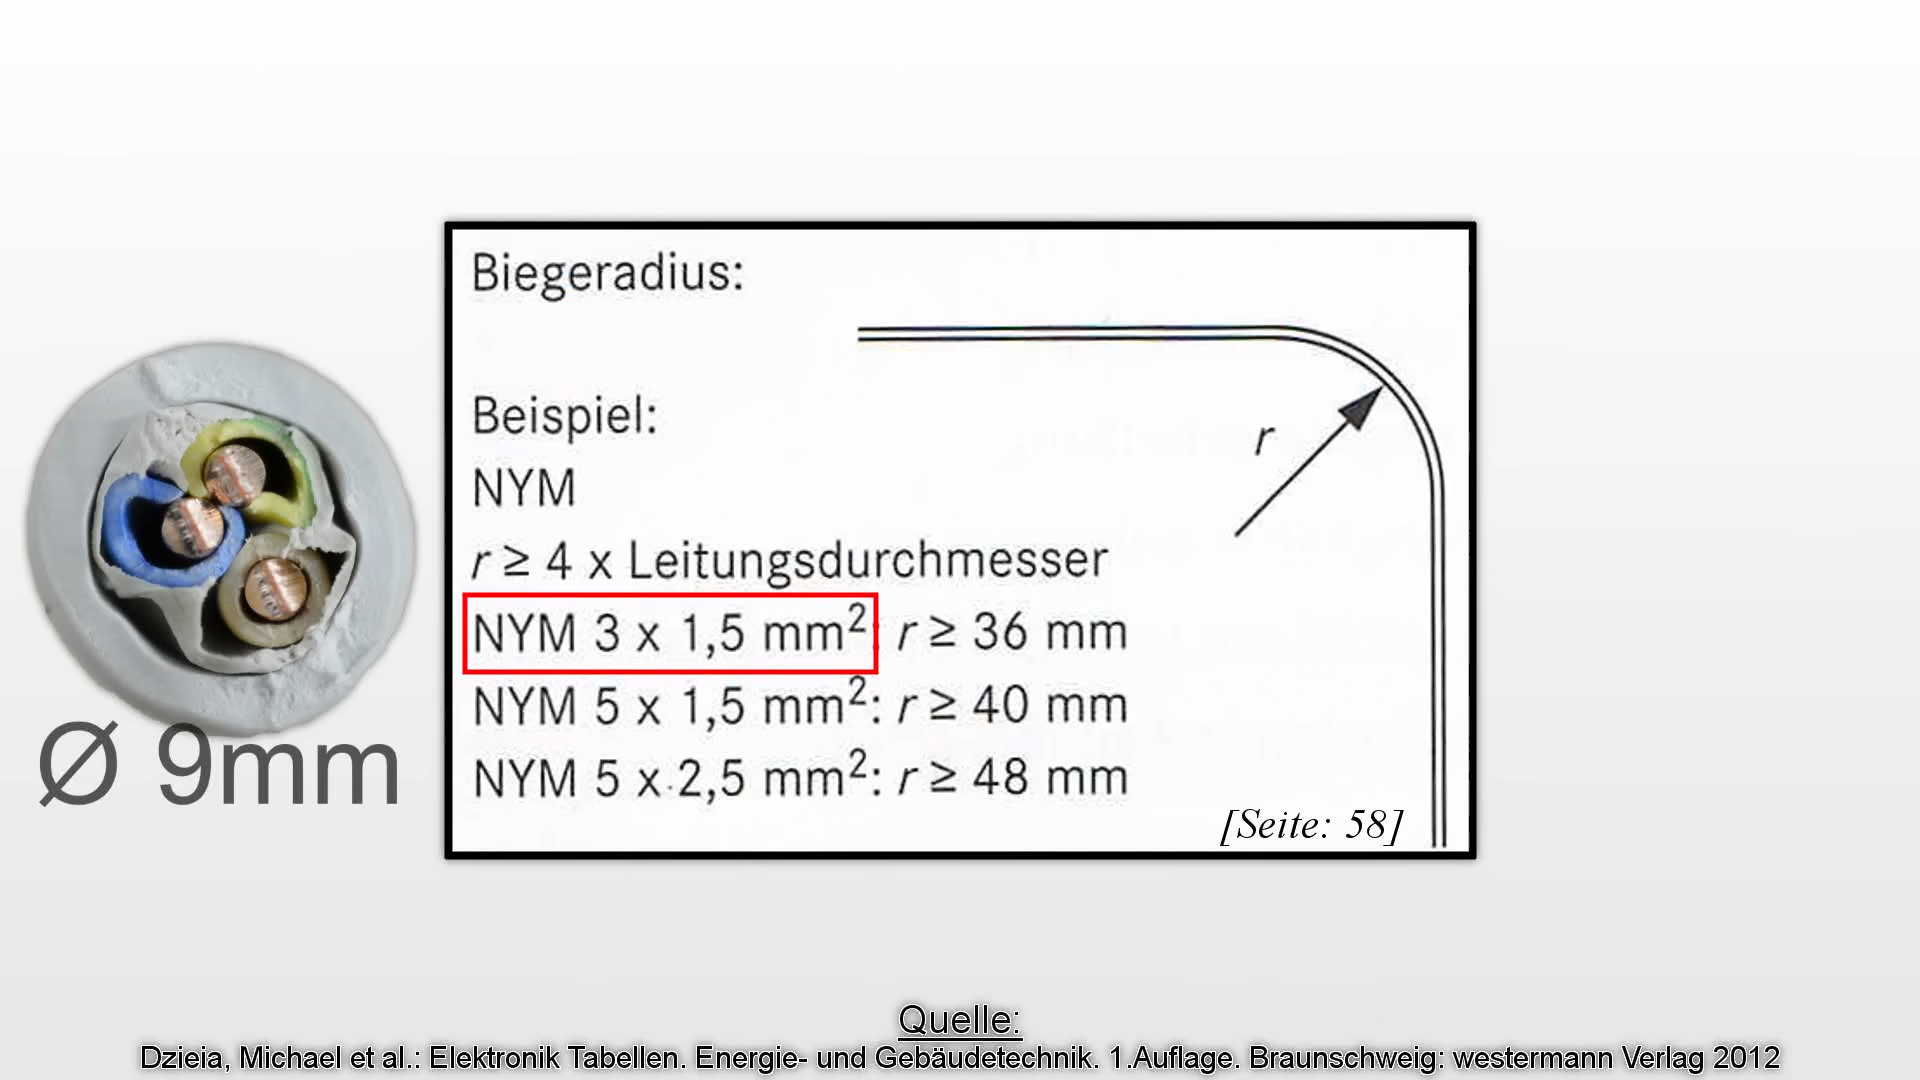 Biegeradius:
Beispiel:
NYM
r ≥ 4 x Leitungsdurchmesser
r
NYM 3 x 1,5 mm²: r ≥ 36 mm
NYM 5 x 1,5 mm²: r ≥ 40 mm
NYM 5 x 2,5 mm²: r ≥ 48 mm
[Seite: 58]
Ø 9mm
Quelle:
Dzieia, Michael et al.: Elektronik Tabellen. Energie- und Gebäudetechnik. 1.Auflage. Braunschweig: westermann Verlag 2012